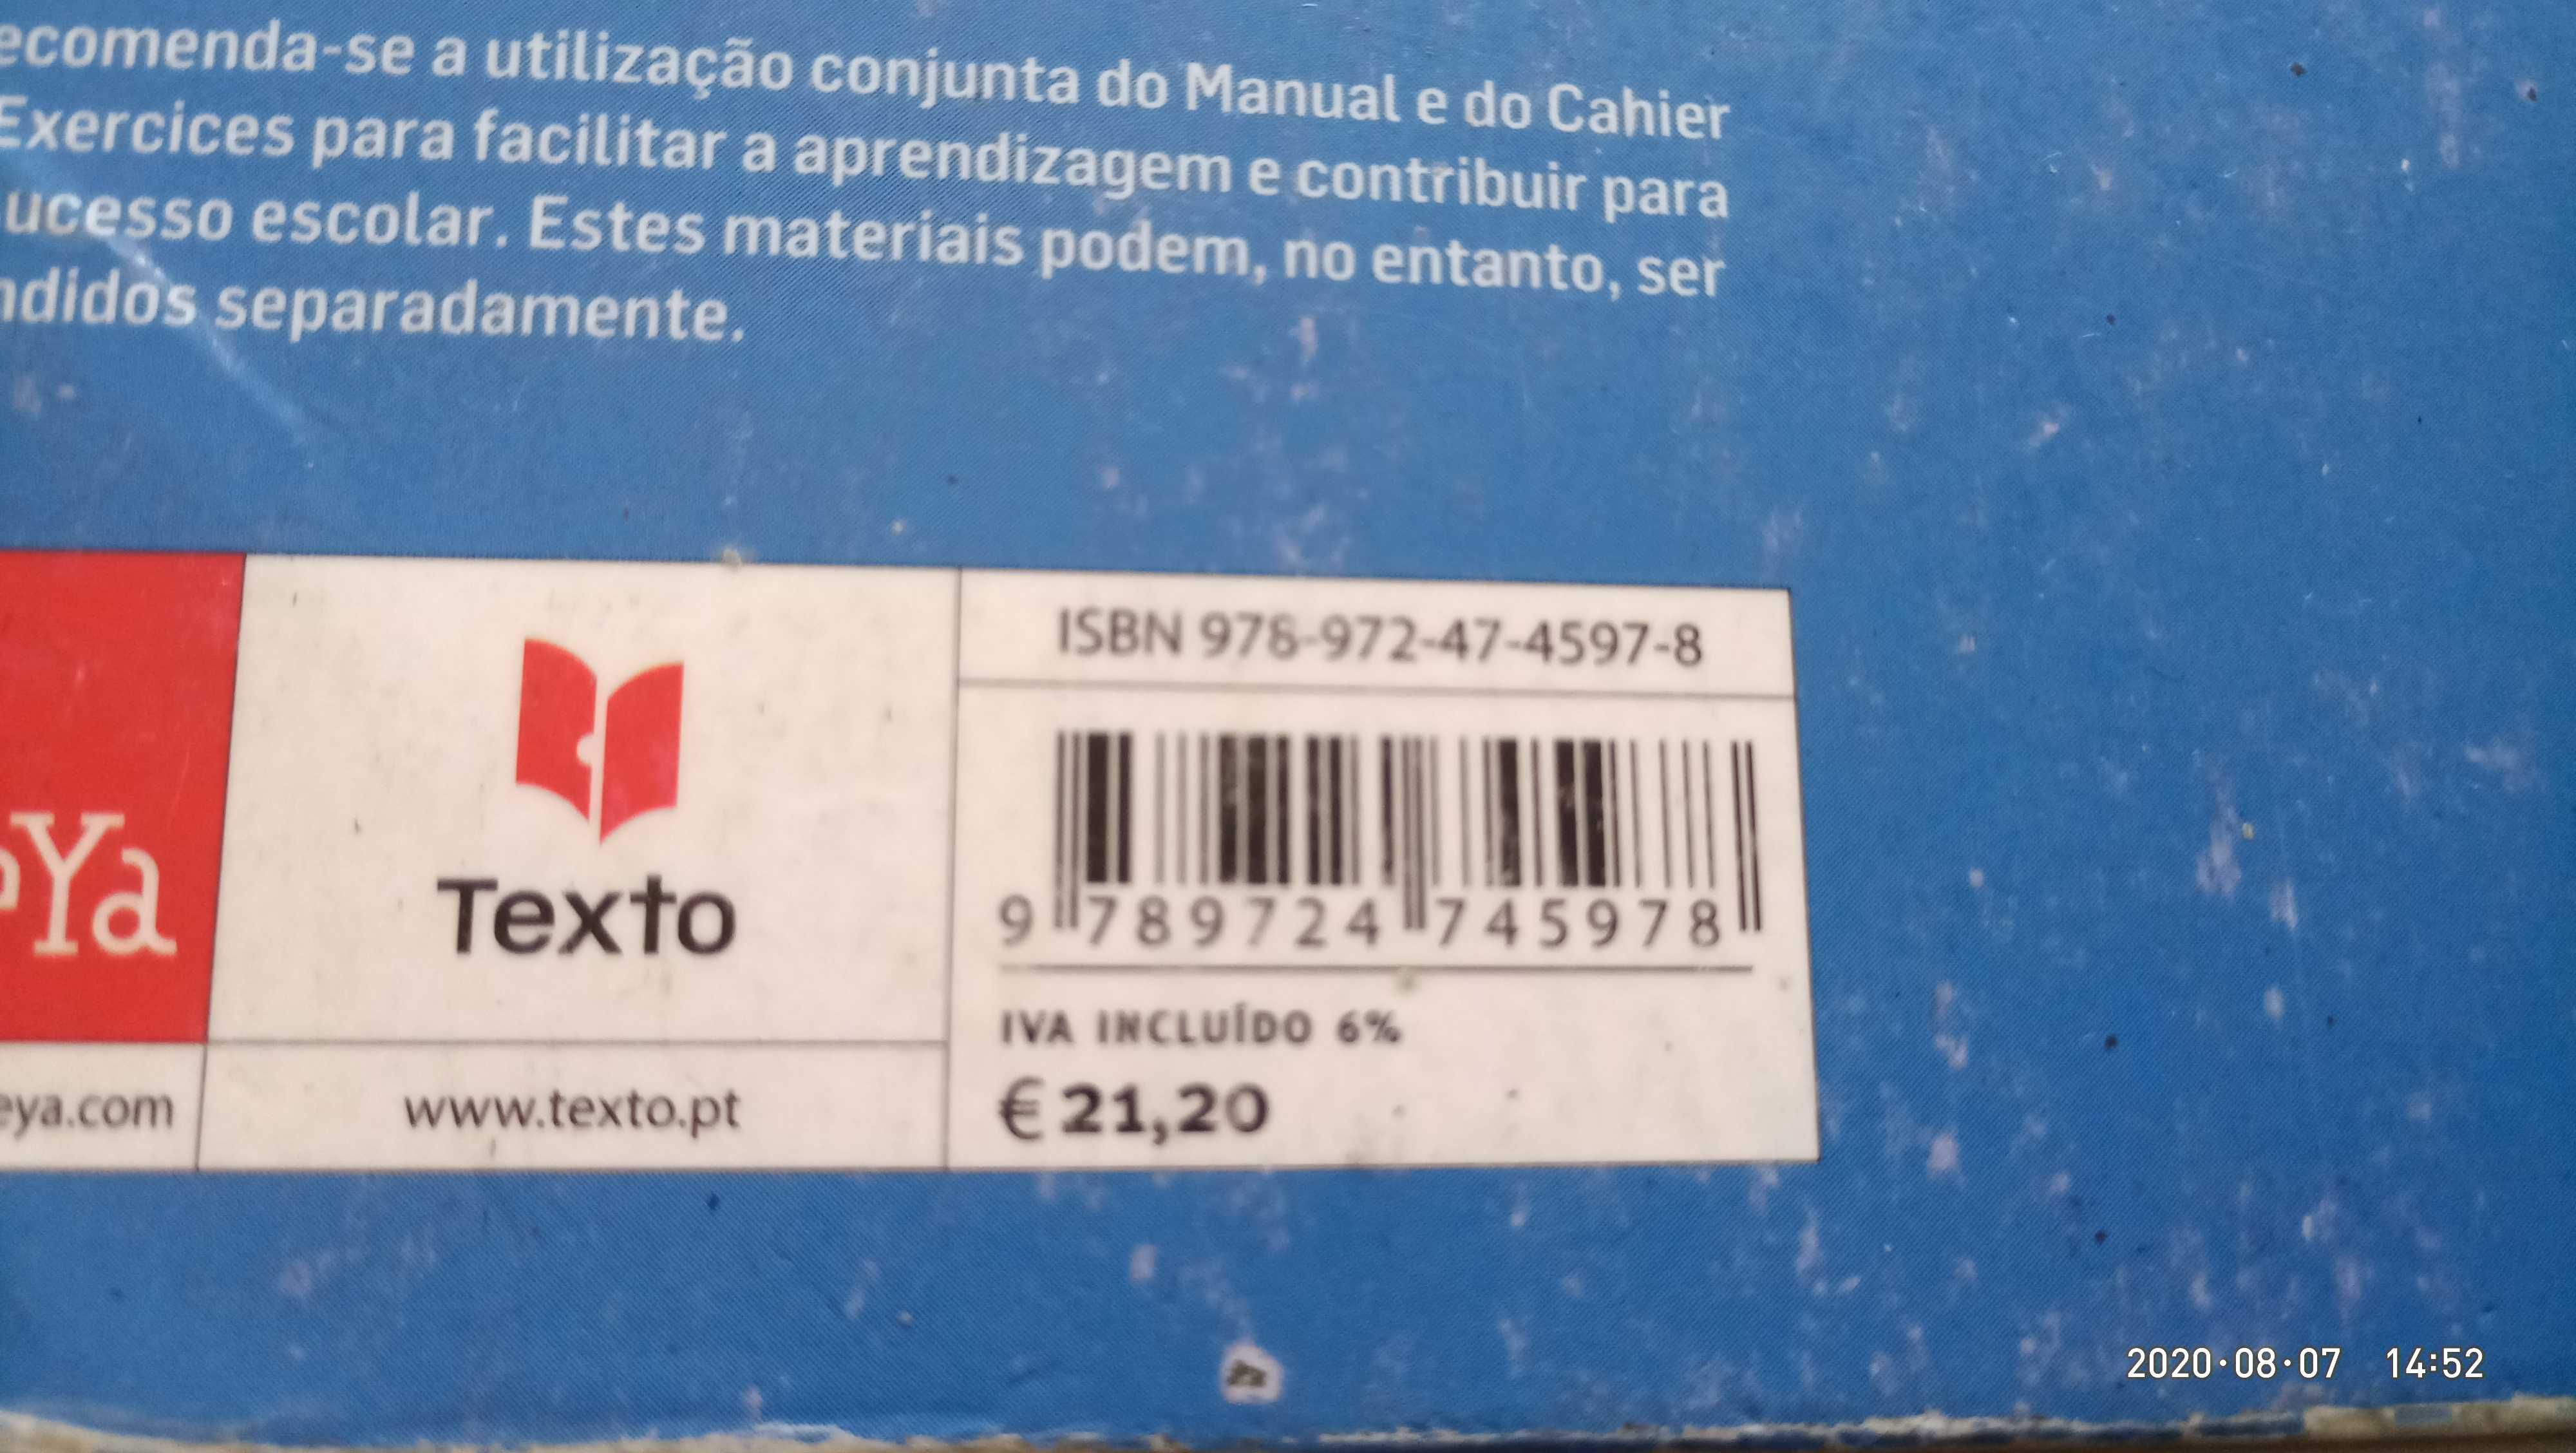 ecomenda-se a utilização conjunta do Manual e do Cahier
Exercices para facilitar a aprendizagem e contribuir para
ucesso escolar. Estes materiais podem, no entanto, ser
ndidos separadamente.
eYa
Texto
eya.com
www.texto.pt
ISBN 978-972-47-4597-8
9 789724 745978
IVA INCLUÍDO 6%
€ 21,20
2020·08·07 14:52